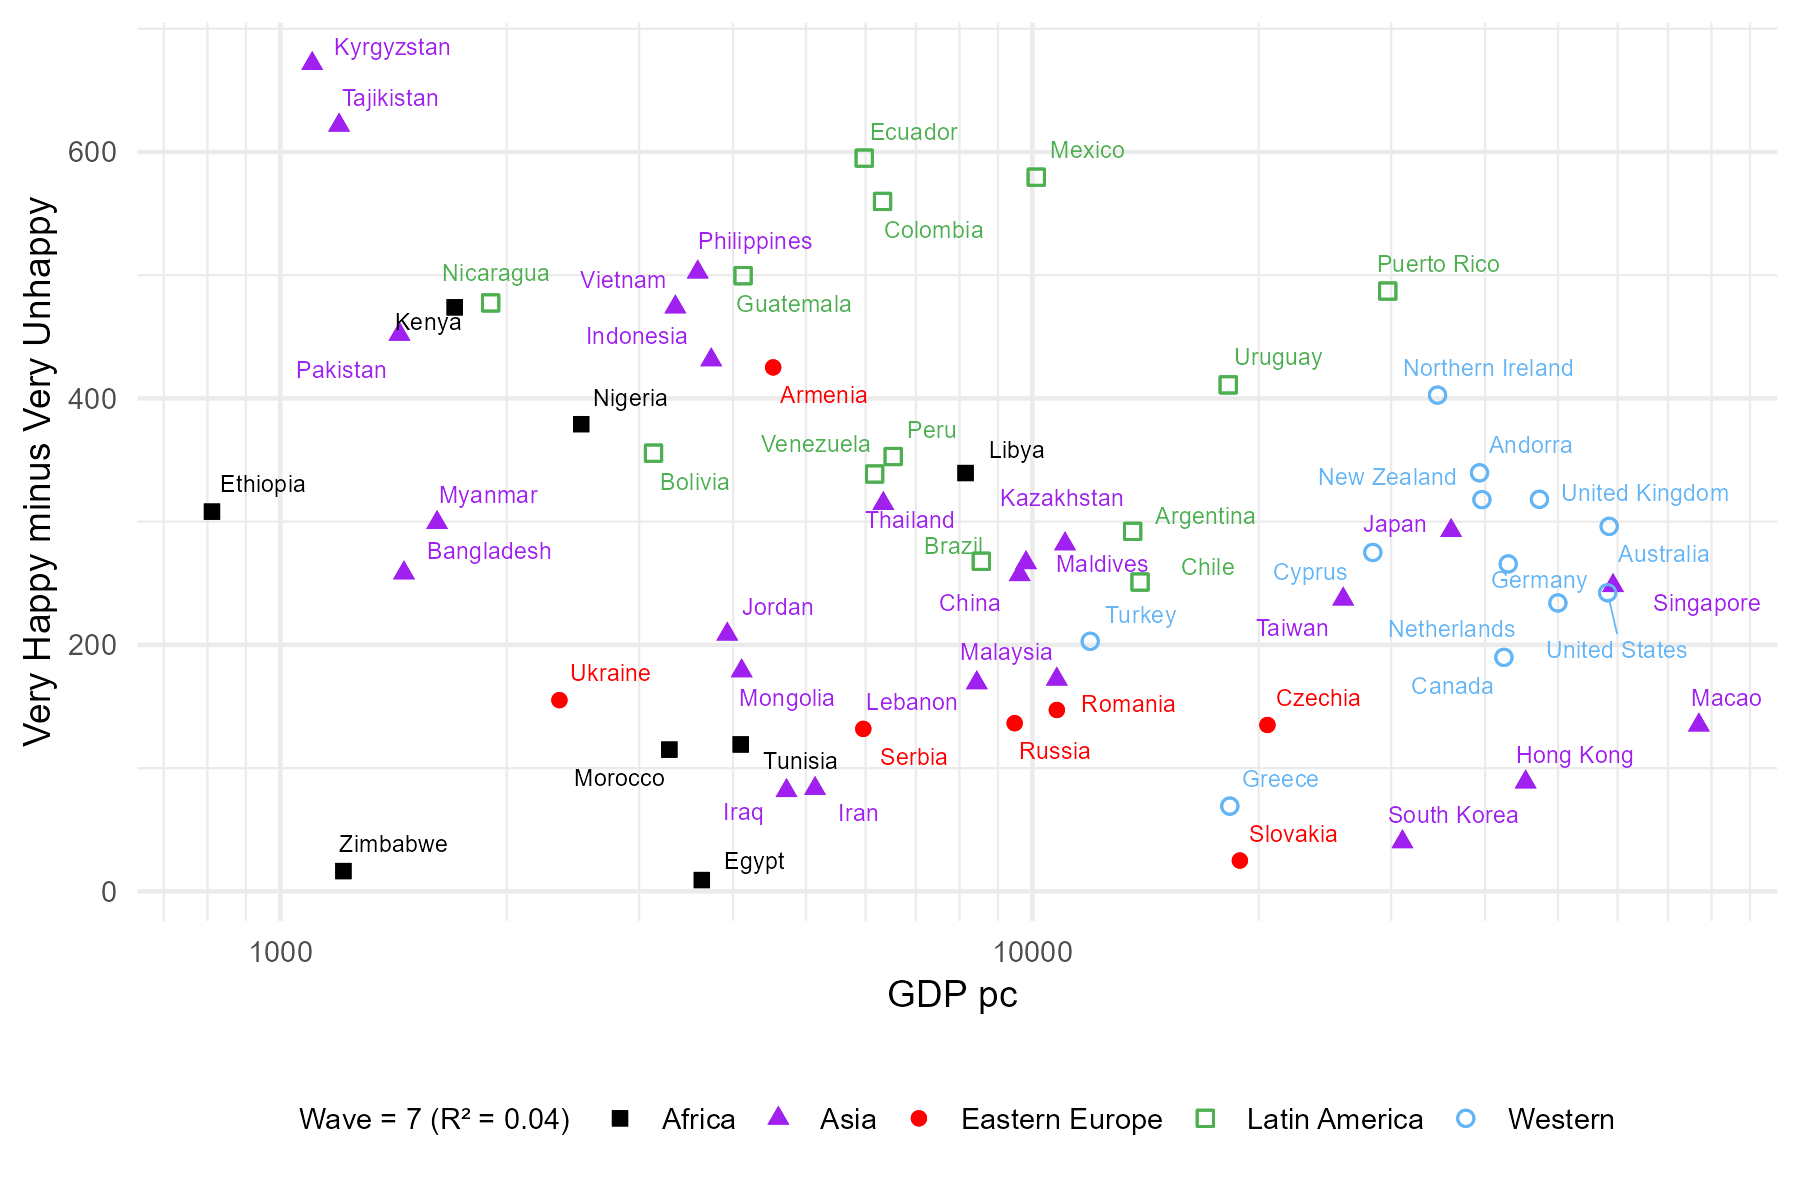 Kyrgyzstan
Tajikistan
Ecuador
Mexico
600
Colombia
Philippines
Puerto Rico
Nicaragua
Vietnam
Guatemala
Kenya
Indonesia
Uruguay
Pakistan
Northern Ireland
Armenia
400
Nigeria
Peru
Venezuela
Libya
Andorra
New Zealand
Bolivia
Ethiopia
Myanmar
Kazakhstan
United Kingdom
Thailand
Argentina
Japan
Bangladesh
Brazil
Maldives
Chile
Cyprus
Australia
Germany
China
Jordan
Singapore
Turkey
Taiwan
Netherlands
200
Malaysia
United States
Ukraine
Canada
Mongolia
Lebanon
Romania
Czechia
Macao
Russia
Serbia
Tunisia
Hong Kong
Morocco
Greece
Iraq
Iran
South Korea
Zimbabwe
Slovakia
Egypt
0
1000
10000
GDP pc
Very Happy minus Very Unhappy
Wave = 7 (R² = 0.04) Africa Asia Eastern Europe Latin America Western